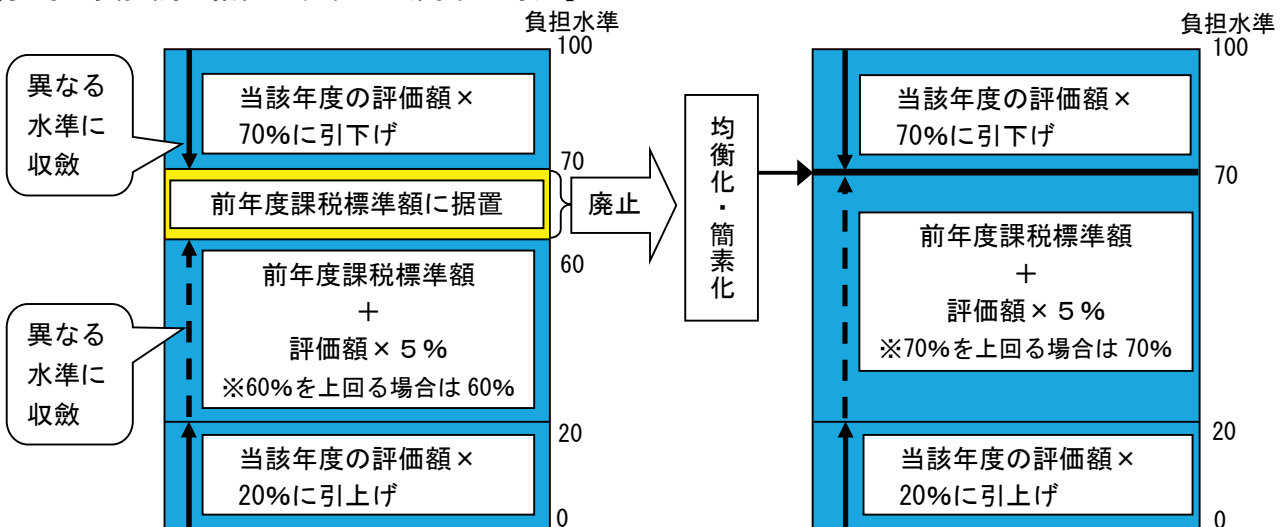 負担水準
100
異なる
水準に
収斂
当該年度の評価額×
70%に引下げ
70
前年度課税標準額に据置
廃止
60
前年度課税標準額
＋
評価額×５%
※60%を上回る場合は60%
異なる
水準に
収斂
20
当該年度の評価額×
20%に引上げ
0
均衡化・簡素化
負担水準
100
当該年度の評価額×
70%に引下げ
70
前年度課税標準額
＋
評価額×５%
※70%を上回る場合は70%
20
当該年度の評価額×
20%に引上げ
0